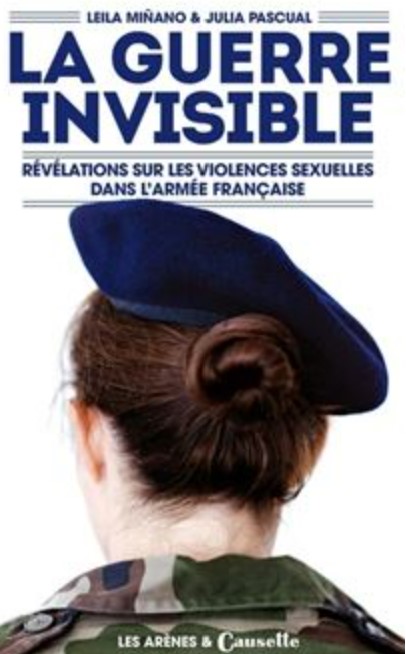 LEILA MIÑANO & JULIA PASCUAL
LA GUERRE
INVISIBLE
RÉVÉLATIONS SUR LES VIOLENCES SEXUELLES
DANS L'ARMÉE FRANÇAISE
LES ARÈNES & Causette